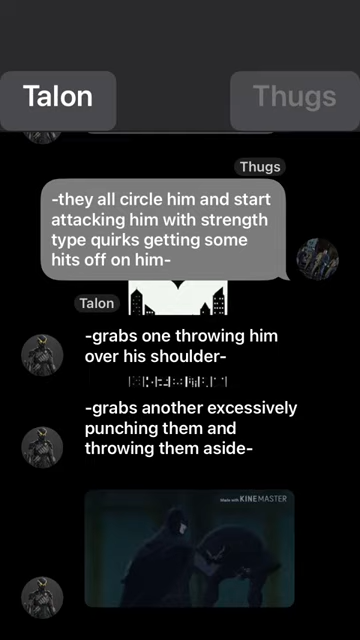 Talon
Thugs
Thugs
-they all circle him and start
attacking him with strength
type quirks getting some
hits off on him-
Talon
-grabs one throwing him
over his shoulder-
-grabs another excessively
punching them and
throwing them aside-
Made with KINEMASTER